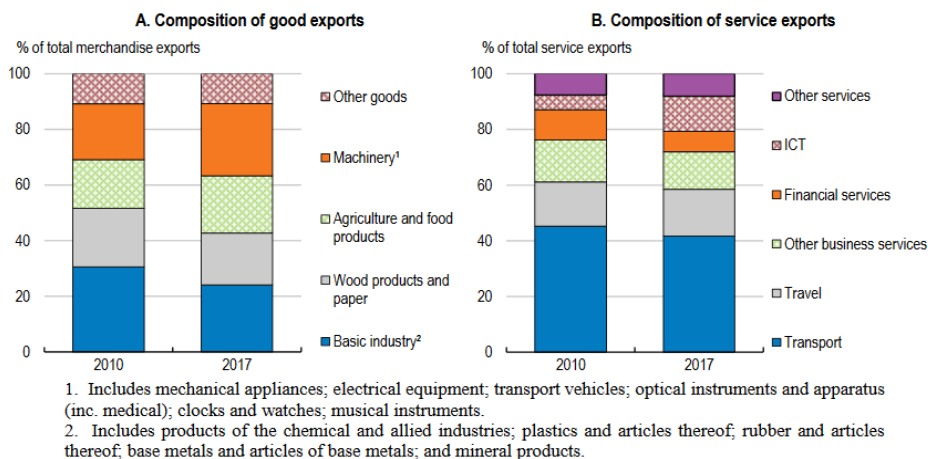 A. Composition of good exports
% of total merchandise exports
100
80
60
40
20
0
2010
2017
Other goods
Machinery¹
Agriculture and food
products
Wood products and
paper
Basic industry²
B. Composition of service exports
% of total service exports
100
80
60
40
20
0
2010
2017
Other services
ICT
Financial services
Other business services
Travel
Transport
1. Includes mechanical appliances; electrical equipment; transport vehicles; optical instruments and apparatus
(inc. medical); clocks and watches; musical instruments.
2. Includes products of the chemical and allied industries; plastics and articles thereof; rubber and articles
thereof; base metals and articles of base metals; and mineral products.